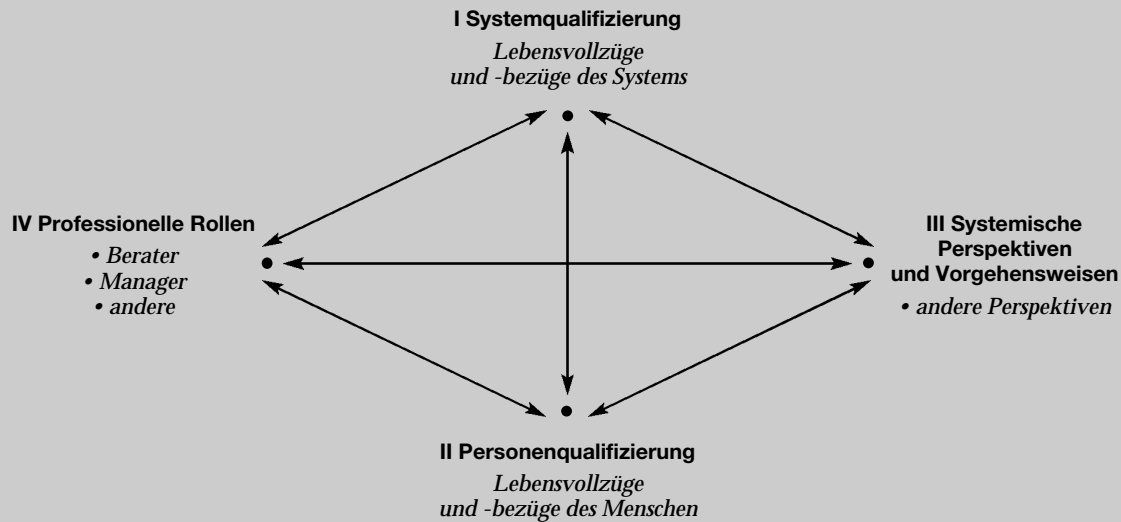 I Systemqualifizierung
Lebensvollzüge
und -bezüge des Systems
IV Professionelle Rollen
• Berater
• Manager
• andere
III Systemische
Perspektiven
und Vorgehensweisen
• andere Perspektiven
II Personenqualifizierung
Lebensvollzüge
und -bezüge des Menschen